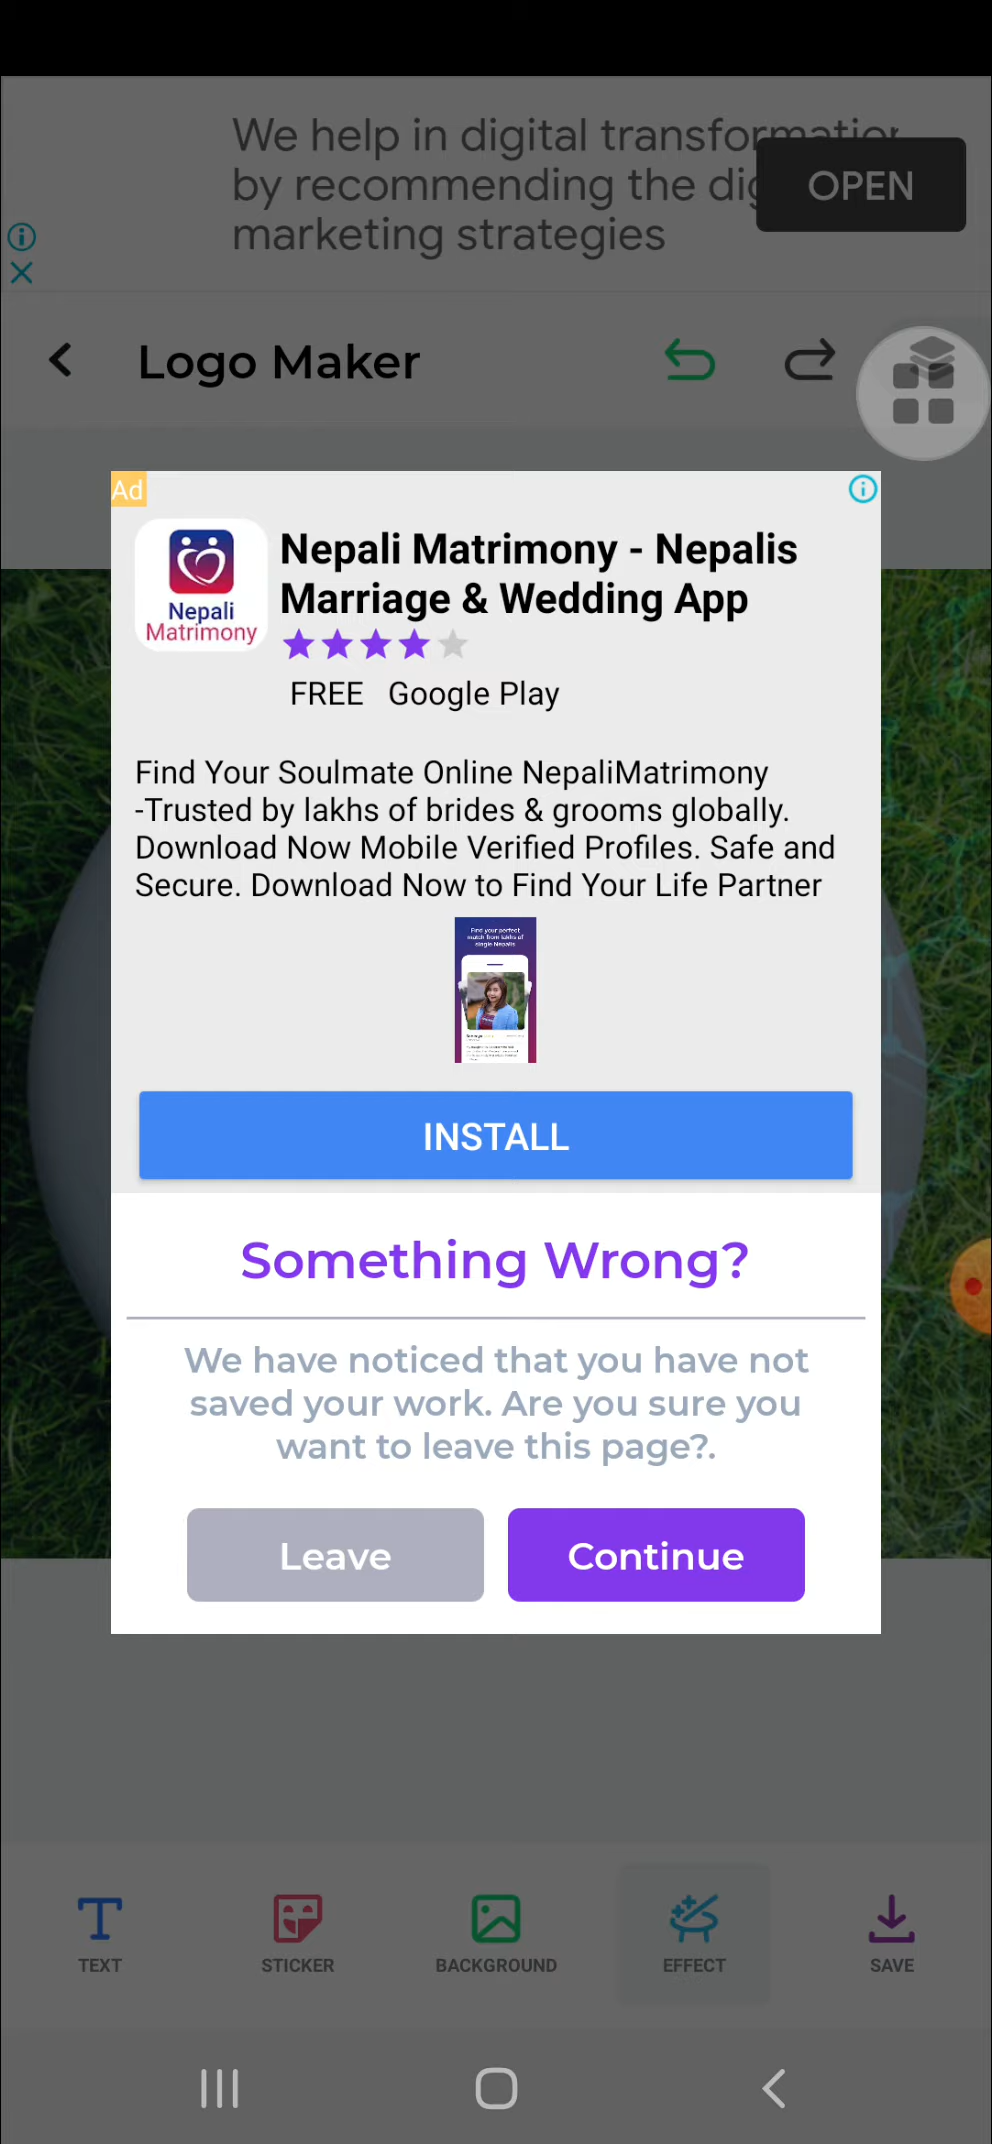 We help in digital transformation
by recommending the dig
marketing strategies
OPEN
Logo Maker
Ad
Nepali
Matrimony
Nepali Matrimony - Nepalis
Marriage & Wedding App
FREE Google Play
Find Your Soulmate Online NepaliMatrimony
-Trusted by lakhs of brides & grooms globally.
Download Now Mobile Verified Profiles. Safe and
Secure. Download Now to Find Your Life Partner
Find your perfect
match from lakhs of
single Nepalis
INSTALL
Something Wrong?
We have noticed that you have not
saved your work. Are you sure you
want to leave this page?.
Leave
Continue
TEXT
STICKER
BACKGROUND
EFFECT
SAVE